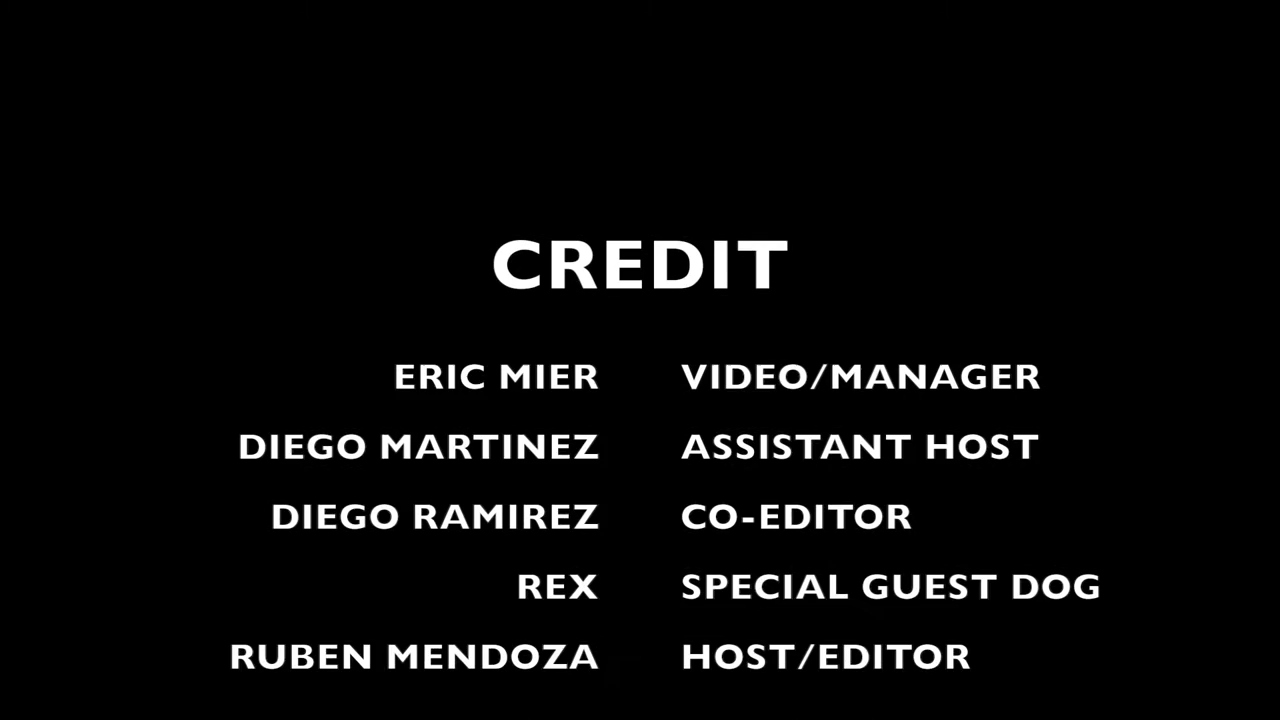 CREDIT
ERIC MIER VIDEO/MANAGER
DIEGO MARTINEZ ASSISTANT HOST
DIEGO RAMIREZ CO-EDITOR
REX SPECIAL GUEST DOG
RUBEN MENDOZA HOST/EDITOR